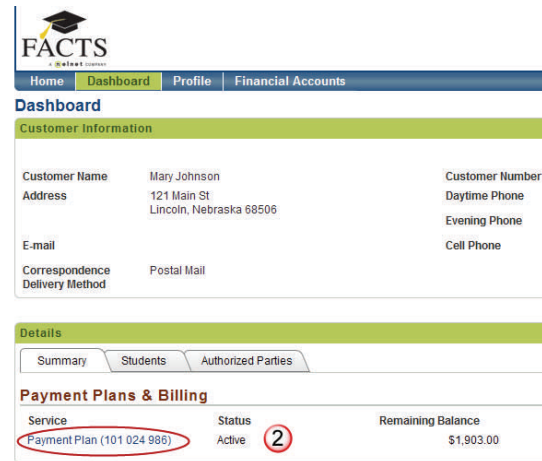 FACTS
A nelnet COMPANY
Home Dashboard Profile Financial Accounts
Dashboard
Customer Information
Customer Name Mary Johnson Customer Number
Address 121 Main St Daytime Phone
Lincoln, Nebraska 68506
Evening Phone
E-mail Cell Phone
Correspondence Postal Mail
Delivery Method
Details
Summary Students Authorized Parties
Payment Plans & Billing
Service Status Remaining Balance
Payment Plan (101 024 986) Active 2 $1,903.00